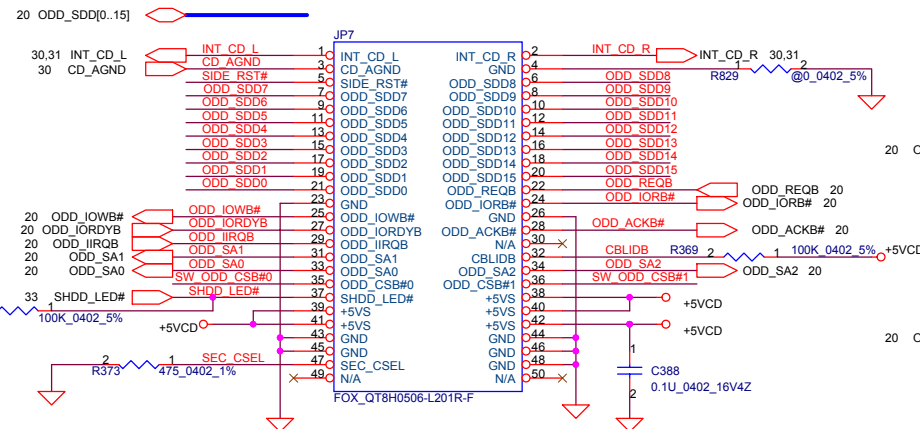 20 ODD_SDD[0..15]
JP7
30,31 INT_CD_L INT_CD_L 1 INT_CD_L INT_CD_R 2 INT_CD_R INT_CD_R 30,31
30 CD_AGND CD_AGND 3 CD_AGND GND 4 R829 1 2 @0_0402_5%
SIDE_RST# 5 SIDE_RST# ODD_SDD8 6 ODD_SDD8
ODD_SDD7 7 ODD_SDD7 ODD_SDD9 8 ODD_SDD9
ODD_SDD6 9 ODD_SDD6 ODD_SDD10 10 ODD_SDD10
ODD_SDD5 11 ODD_SDD5 ODD_SDD11 12 ODD_SDD11
ODD_SDD4 13 ODD_SDD4 ODD_SDD12 14 ODD_SDD12
ODD_SDD3 15 ODD_SDD3 ODD_SDD13 16 ODD_SDD13
20
ODD_SDD2 17 ODD_SDD2 ODD_SDD14 18 ODD_SDD14
ODD_SDD1 19 ODD_SDD1 ODD_SDD15 20 ODD_SDD15
ODD_SDD0 21 ODD_SDD0 ODD_REQB 22 ODD_REQB ODD_REQB 20
23 GND ODD_IORB# 24 ODD_IORB# ODD_IORB# 20
20 ODD_IOWB# ODD_IOWB# 25 ODD_IOWB# GND 26
20 ODD_IORDYB ODD_IORDYB 27 ODD_IORDYB ODD_ACKB# 28 ODD_ACKB# ODD_ACKB# 20
20 ODD_IIRQB ODD_IIRQB 29 ODD_IIRQB N/A 30
20 ODD_SA1 ODD_SA1 31 ODD_SA1 CBLIDB 32 CBLIDB R369 2 1 100K_0402_5% +5VCD
20 ODD_SA0 ODD_SA0 33 ODD_SA0 ODD_SA2 34 ODD_SA2 ODD_SA2 20
SW_ODD_CSB#0 35 ODD_CSB#0 ODD_CSB#1 36 SW_ODD_CSB#1
33 SHDD_LED# SHDD_LED# 37 SHDD_LED# +5VS 38 +5VCD
1 100K_0402_5% 39 +5VS +5VS 40
+5VCD 41 +5VS +5VS 42 +5VCD
43 GND GND 44
20
45 GND GND 46
R373 2 1 475_0402_1% SEC_CSEL 47 SEC_CSEL GND 48
49 N/A N/A 50
1 C388 0.1U_0402_16V4Z 2
FOX_QT8H0506-L201R-F